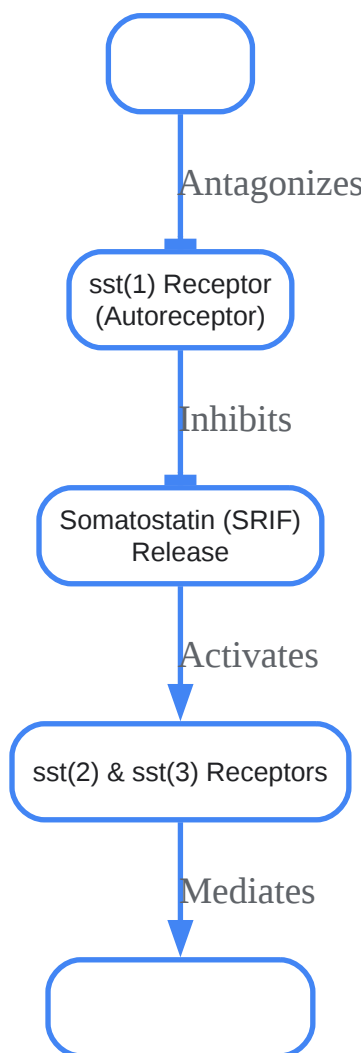 Antagonizes
sst(1) Receptor
(Autoreceptor)
Inhibits
Somatostatin (SRIF)
Release
Activates
sst(2) & sst(3) Receptors
Mediates